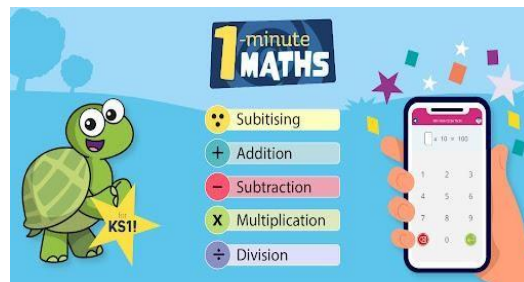 1-minute
MATHS
Subitising
+ Addition
- Subtraction
x Multiplication
÷ Division
for
KS1!
÷ 10 = 100
1 2 3
4 5 6
7 8 9
0